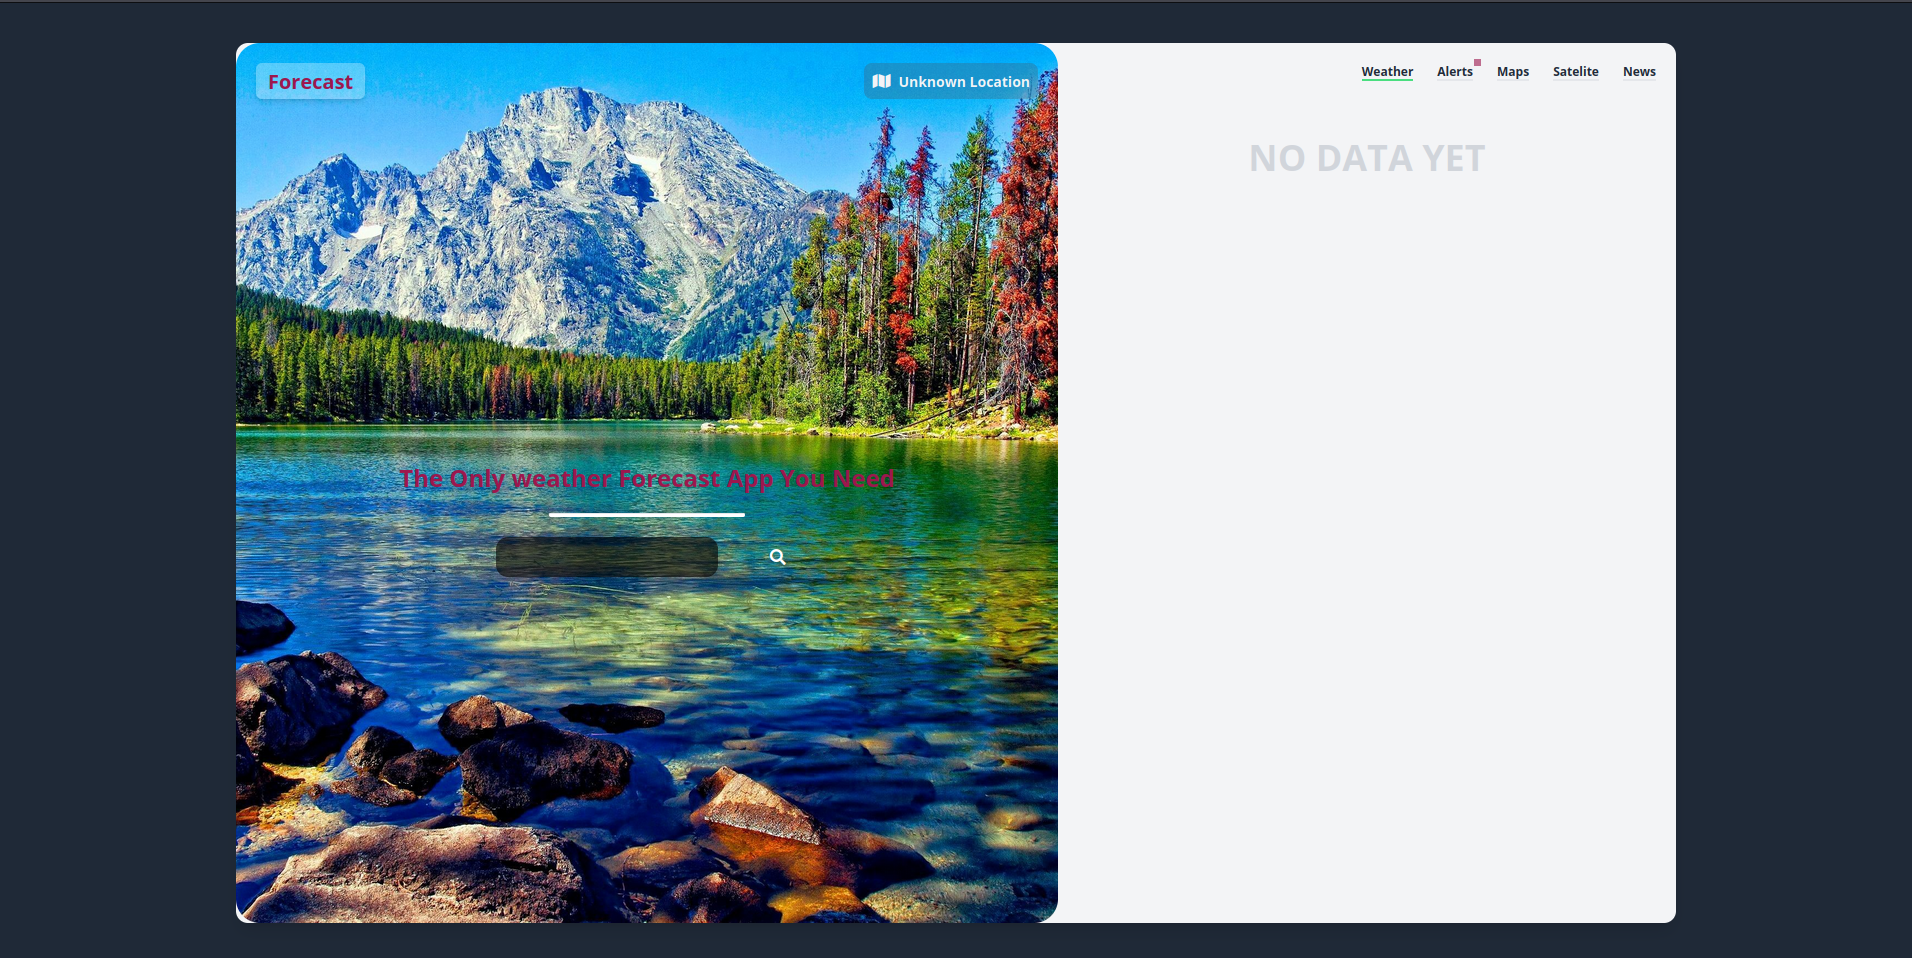 Forecast
Unknown Location
Weather Alerts Maps Satelite News
NO DATA YET
The Only weather Forecast App You Need